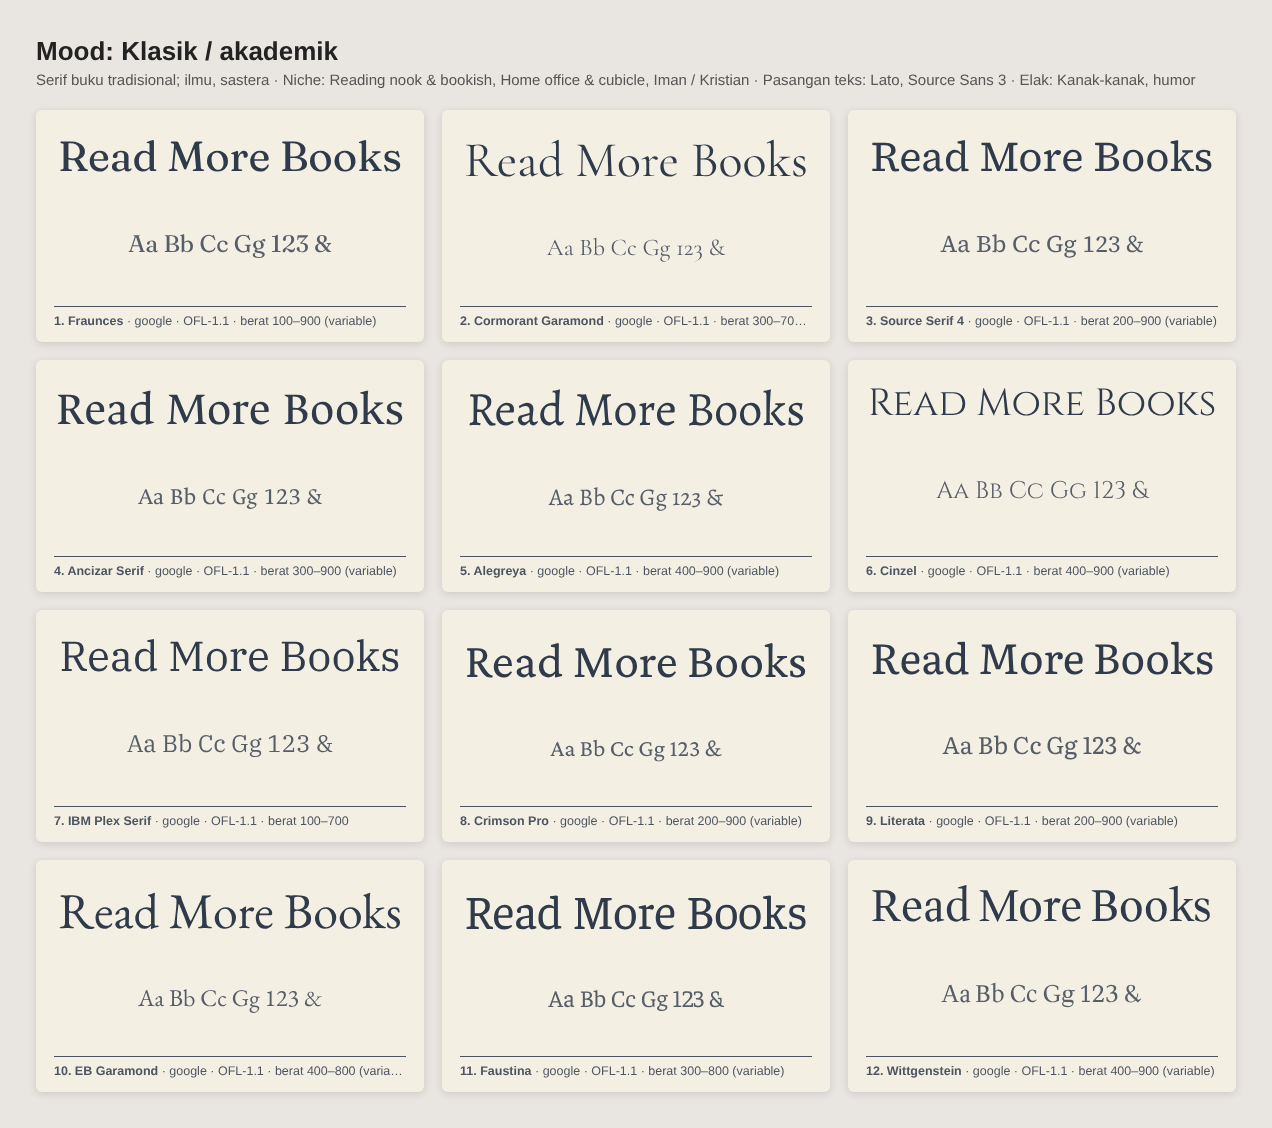 Mood: Klasik / akademik
Serif buku tradisional; ilmu, sastera · Niche: Reading nook & bookish, Home office & cubicle, Iman / Kristian · Pasangan teks: Lato, Source Sans 3 · Elak: Kanak-kanak, humor
Read More Books
Aa Bb Cc Gg 123 &
1. Fraunces · google · OFL-1.1 · berat 100–900 (variable)
Read More Books
Aa Bb Cc Gg 123 &
2. Cormorant Garamond · google · OFL-1.1 · berat 300–70…
Read More Books
Aa Bb Cc Gg 123 &
3. Source Serif 4 · google · OFL-1.1 · berat 200–900 (variable)
Read More Books
Aa Bb Cc Gg 123 &
4. Ancizar Serif · google · OFL-1.1 · berat 300–900 (variable)
Read More Books
Aa Bb Cc Gg 123 &
5. Alegreya · google · OFL-1.1 · berat 400–900 (variable)
Read More Books
Aa Bb Cc Gg 123 &
6. Cinzel · google · OFL-1.1 · berat 400–900 (variable)
Read More Books
Aa Bb Cc Gg 123 &
7. IBM Plex Serif · google · OFL-1.1 · berat 100–700
Read More Books
Aa Bb Cc Gg 123 &
8. Crimson Pro · google · OFL-1.1 · berat 200–900 (variable)
Read More Books
Aa Bb Cc Gg 123 &
9. Literata · google · OFL-1.1 · berat 200–900 (variable)
Read More Books
Aa Bb Cc Gg 123 &
10. EB Garamond · google · OFL-1.1 · berat 400–800 (varia…
Read More Books
Aa Bb Cc Gg 123 &
11. Faustina · google · OFL-1.1 · berat 300–800 (variable)
Read More Books
Aa Bb Cc Gg 123 &
12. Wittgenstein · google · OFL-1.1 · berat 400–900 (variable)